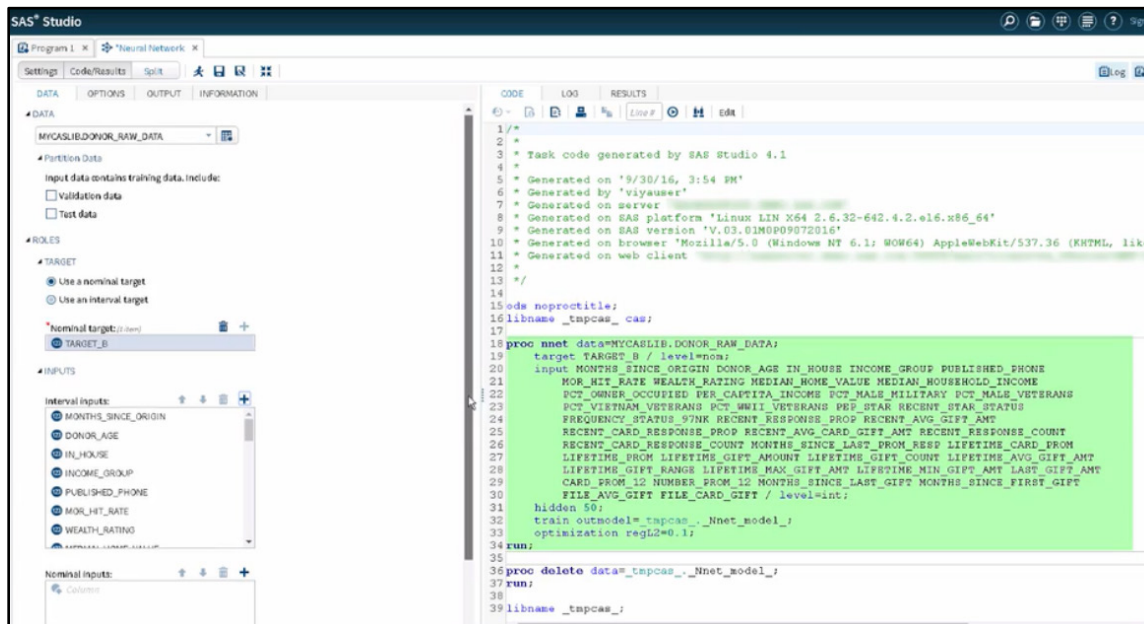 SAS® Studio
Program 1 × *Neural Network ×
Settings Code/Results Split
Log
DATA OPTIONS OUTPUT INFORMATION
DATA
MYCASLIB.DONOR_RAW_DATA
Partition Data
Input data contains training data. Include:
Validation data
Test data
ROLES
TARGET
Use a nominal target
Use an interval target
*Nominal target: (1 item)
TARGET_B
INPUTS
Interval inputs:
MONTHS_SINCE_ORIGIN
DONOR_AGE
IN_HOUSE
INCOME_GROUP
PUBLISHED_PHONE
MOR_HIT_RATE
WEALTH_RATING
MEDIAN_HOME_VALUE
Nominal inputs:
Column
CODE LOG RESULTS
Line # Edit
1 /*
2 *
3 * Task code generated by SAS Studio 4.1
4 *
5 * Generated on '9/30/16, 3:54 PM'
6 * Generated by 'viyauser'
7 * Generated on server
8 * Generated on SAS platform 'Linux LIN X64 2.6.32-642.4.2.el6.x86_64'
9 * Generated on SAS version 'V.03.01M0P09072016'
10 * Generated on browser 'Mozilla/5.0 (Windows NT 6.1; WOW64) AppleWebKit/537.36 (KHTML, lik
11 * Generated on web client
12 *
13 */
14
15 ods noproctitle;
16 libname _tmpcas_ cas;
17
18 proc nnet data=MYCASLIB.DONOR_RAW_DATA;
19 target TARGET_B / level=nom;
20 input MONTHS_SINCE_ORIGIN DONOR_AGE IN_HOUSE INCOME_GROUP PUBLISHED_PHONE
21 MOR_HIT_RATE WEALTH_RATING MEDIAN_HOME_VALUE MEDIAN_HOUSEHOLD_INCOME
22 PCT_OWNER_OCCUPIED PER_CAPTITA_INCOME PCT_MALE_MILITARY PCT_MALE_VETERANS
23 PCT_VIETNAM_VETERANS PCT_WWII_VETERANS PEP_STAR RECENT_STAR_STATUS
24 FREQUENCY_STATUS_97NK RECENT_RESPONSE_PROP RECENT_AVG_GIFT_AMT
25 RECENT_CARD_RESPONSE_PROP RECENT_AVG_CARD_GIFT_AMT RECENT_RESPONSE_COUNT
26 RECENT_CARD_RESPONSE_COUNT MONTHS_SINCE_LAST_PROM_RESP LIFETIME_CARD_PROM
27 LIFETIME_PROM LIFETIME_GIFT_AMOUNT LIFETIME_GIFT_COUNT LIFETIME_AVG_GIFT_AMT
28 LIFETIME_GIFT_RANGE LIFETIME_MAX_GIFT_AMT LIFETIME_MIN_GIFT_AMT LAST_GIFT_AMT
29 CARD_PROM_12 NUMBER_PROM_12 MONTHS_SINCE_LAST_GIFT MONTHS_SINCE_FIRST_GIFT
30 FILE_AVG_GIFT FILE_CARD_GIFT / level=int;
31 hidden 50;
32 train outmodel=_tmpcas_._Nnet_model_;
33 optimization regL2=0.1;
34 run;
35
36 proc delete data=_tmpcas_._Nnet_model_;
37 run;
38
39 libname _tmpcas_;